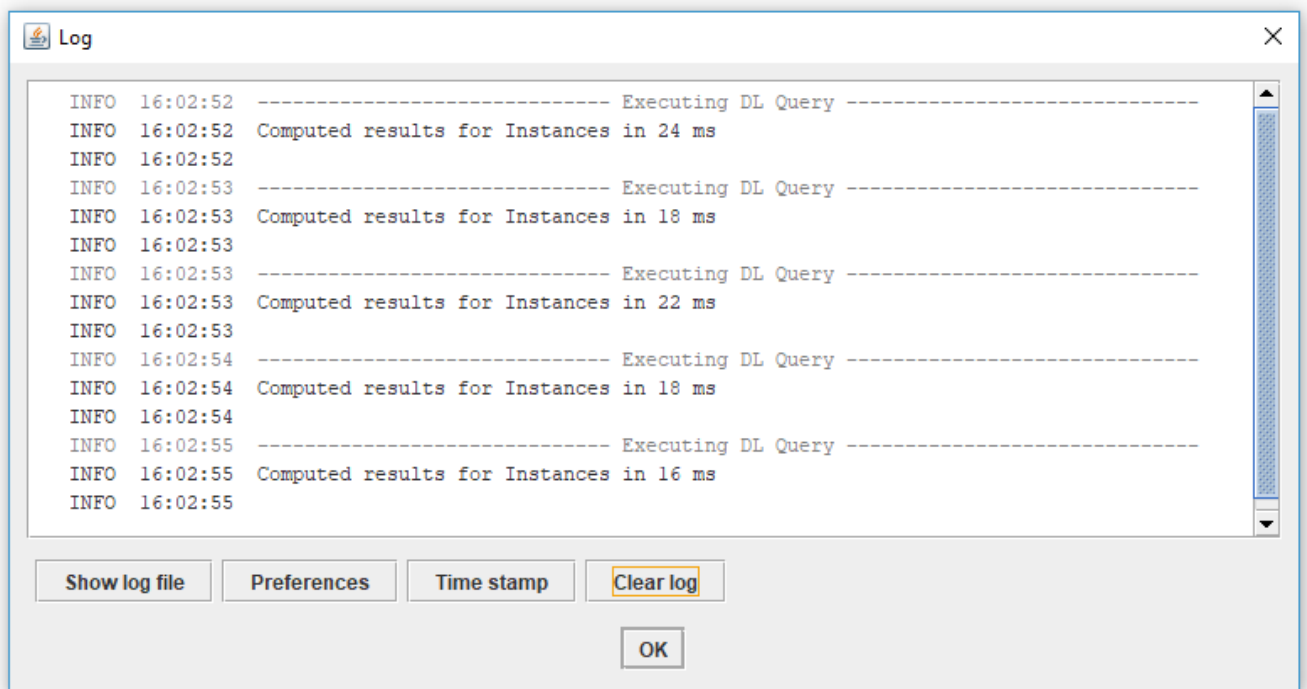 Log
INFO 16:02:52 ------------------------------ Executing DL Query ------------------------------
INFO 16:02:52 Computed results for Instances in 24 ms
INFO 16:02:52
INFO 16:02:53 ------------------------------ Executing DL Query ------------------------------
INFO 16:02:53 Computed results for Instances in 18 ms
INFO 16:02:53
INFO 16:02:53 ------------------------------ Executing DL Query ------------------------------
INFO 16:02:53 Computed results for Instances in 22 ms
INFO 16:02:53
INFO 16:02:54 ------------------------------ Executing DL Query ------------------------------
INFO 16:02:54 Computed results for Instances in 18 ms
INFO 16:02:54
INFO 16:02:55 ------------------------------ Executing DL Query ------------------------------
INFO 16:02:55 Computed results for Instances in 16 ms
INFO 16:02:55
Show log file Preferences Time stamp Clear log
OK